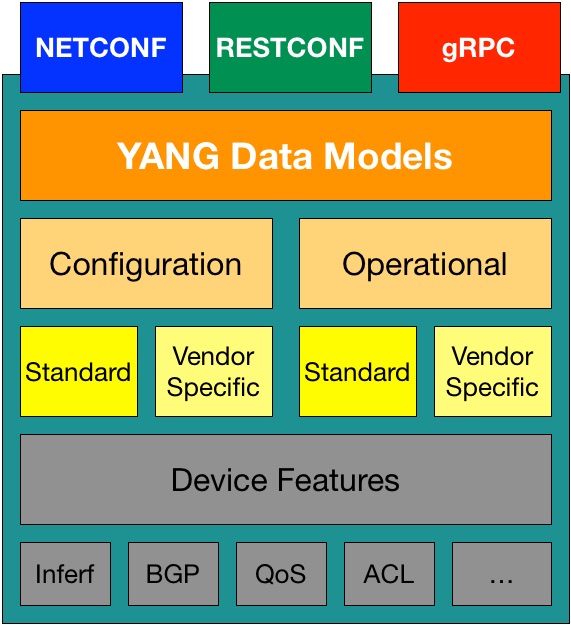 NETCONF
RESTCONF
gRPC
YANG Data Models
Configuration
Operational
Standard
Vendor
Specific
Standard
Vendor
Specific
Device Features
Inferf
BGP
QoS
ACL
...